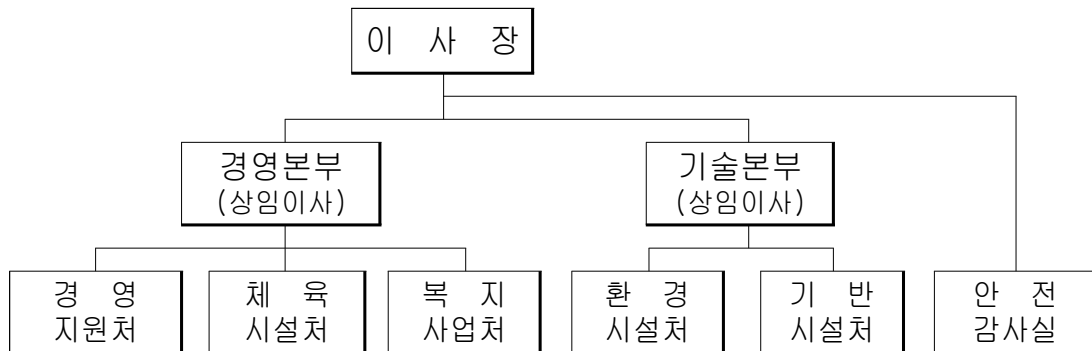 이 사 장
경영본부
(상임이사)
기술본부
(상임이사)
경 영
지원처
체 육
시설처
복 지
사업처
환 경
시설처
기 반
시설처
안 전
감사실